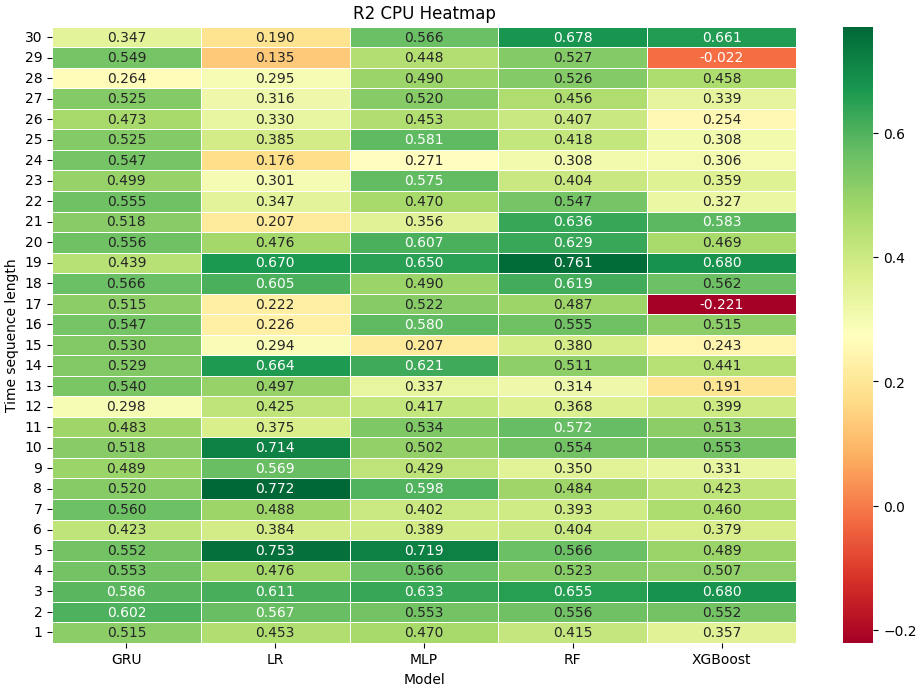 R2 CPU Heatmap
30 0.347 0.190 0.566 0.678 0.661
29 0.549 0.135 0.448 0.527 -0.022
28 0.264 0.295 0.490 0.526 0.458
27 0.525 0.316 0.520 0.456 0.339
26 0.473 0.330 0.453 0.407 0.254
25 0.525 0.385 0.581 0.418 0.308
24 0.547 0.176 0.271 0.308 0.306
23 0.499 0.301 0.575 0.404 0.359
22 0.555 0.347 0.470 0.547 0.327
21 0.518 0.207 0.356 0.636 0.583
20 0.556 0.476 0.607 0.629 0.469
19 0.439 0.670 0.650 0.761 0.680
18 0.566 0.605 0.490 0.619 0.562
17 0.515 0.222 0.522 0.487 -0.221
16 0.547 0.226 0.580 0.555 0.515
15 0.530 0.294 0.207 0.380 0.243
14 0.529 0.664 0.621 0.511 0.441
13 0.540 0.497 0.337 0.314 0.191
12 0.298 0.425 0.417 0.368 0.399
11 0.483 0.375 0.534 0.572 0.513
10 0.518 0.714 0.502 0.554 0.553
9 0.489 0.569 0.429 0.350 0.331
8 0.520 0.772 0.598 0.484 0.423
7 0.560 0.488 0.402 0.393 0.460
6 0.423 0.384 0.389 0.404 0.379
5 0.552 0.753 0.719 0.566 0.489
4 0.553 0.476 0.566 0.523 0.507
3 0.586 0.611 0.633 0.655 0.680
2 0.602 0.567 0.553 0.556 0.552
1 0.515 0.453 0.470 0.415 0.357
GRU LR MLP RF XGBoost
Model
Time sequence length
0.6
0.4
0.2
0.0
−0.2